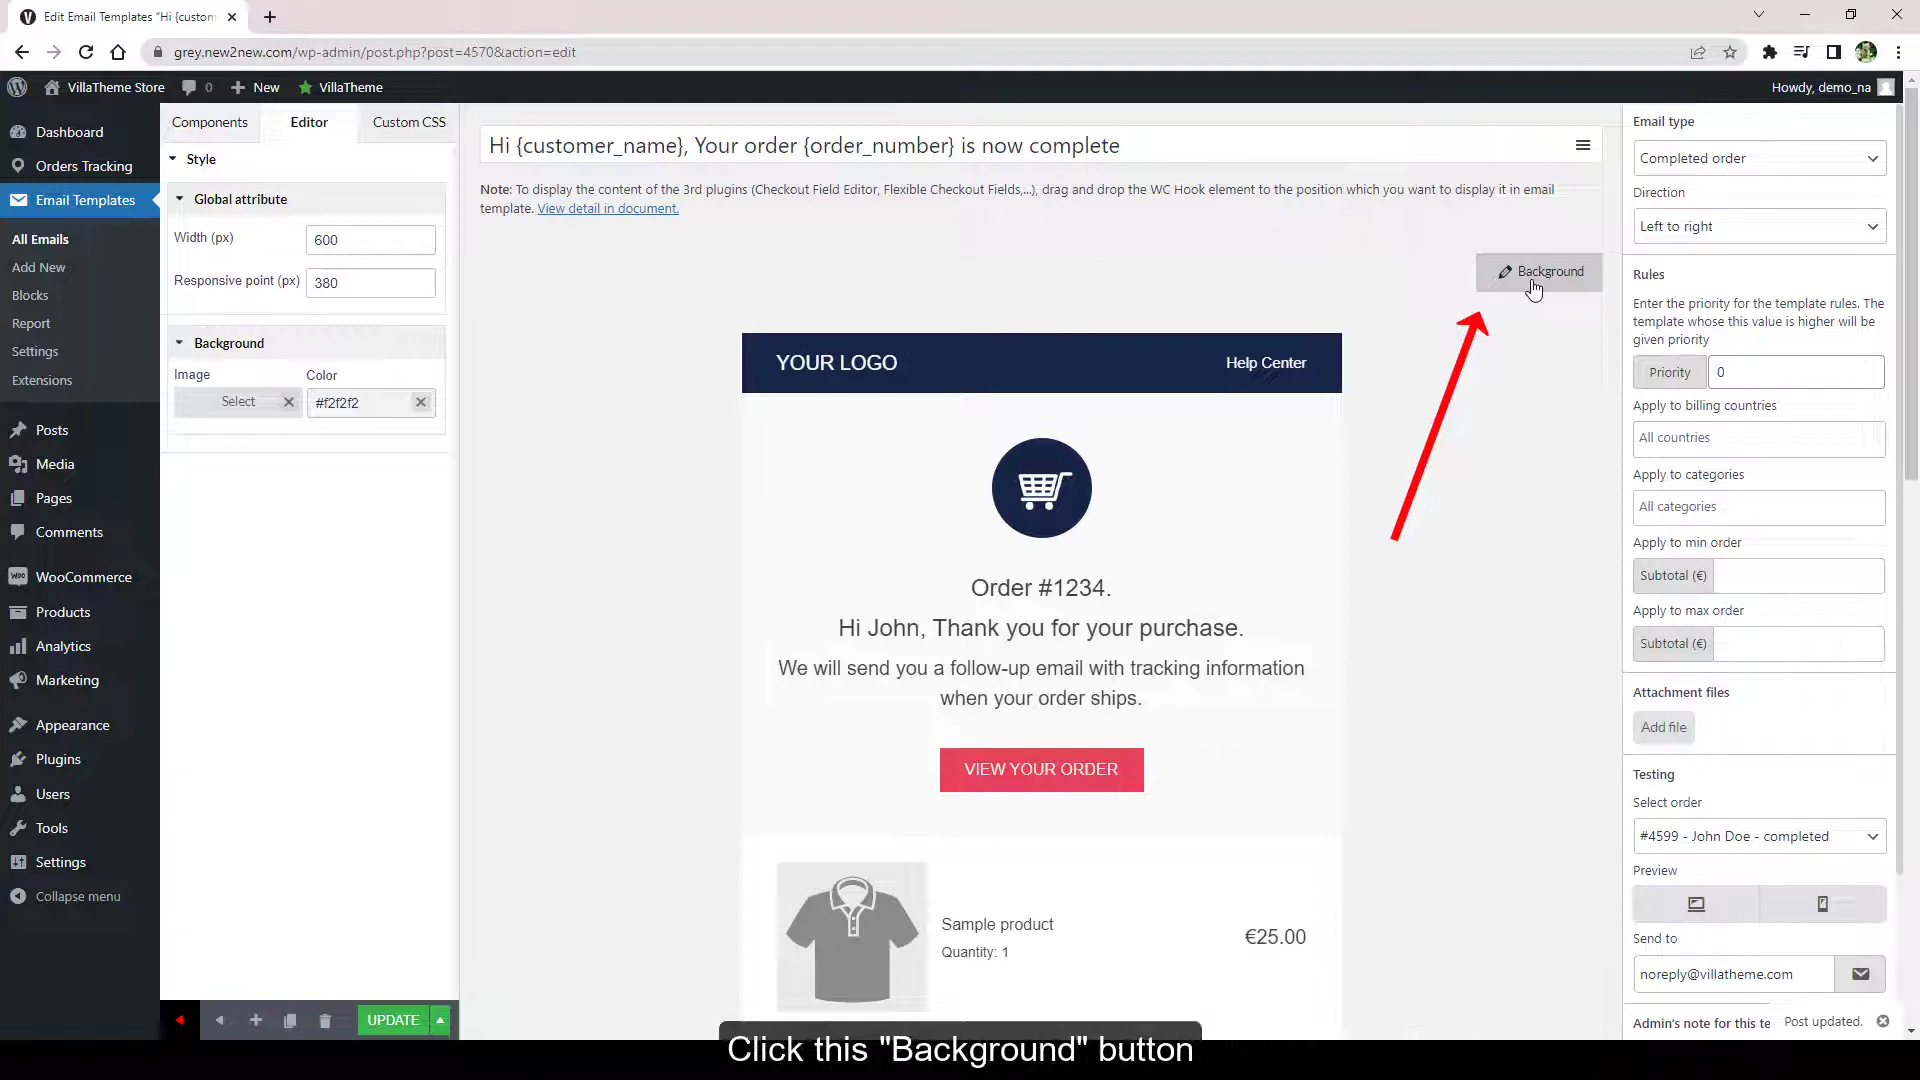 Edit Email Templates "Hi {custom
grey.new2new.com/wp-admin/post.php?post=4570&action=edit
VillaTheme Store
0
New
VillaTheme
Howdy, demo_na
Dashboard
Orders Tracking
Email Templates
All Emails
Add New
Blocks
Report
Settings
Extensions
Posts
Media
Pages
Comments
WooCommerce
Products
Analytics
Marketing
Appearance
Plugins
Users
Tools
Settings
Collapse menu
Components
Editor
Custom CSS
Style
Global attribute
Width (px)
600
Responsive point (px)
380
Background
Image
Color
Select
#f2f2f2
UPDATE
Hi {customer_name}, Your order {order_number} is now complete
Note: To display the content of the 3rd plugins (Checkout Field Editor, Flexible Checkout Fields,...), drag and drop the WC Hook element to the position which you want to display it in email
template. View detail in document.
Background
YOUR LOGO
Help Center
Order #1234.
Hi John, Thank you for your purchase.
We will send you a follow-up email with tracking information
when your order ships.
VIEW YOUR ORDER
Sample product
Quantity: 1
€25.00
Email type
Completed order
Direction
Left to right
Rules
Enter the priority for the template rules. The
template whose this value is higher will be
given priority
Priority
0
Apply to billing countries
All countries
Apply to categories
All categories
Apply to min order
Subtotal (€)
Apply to max order
Subtotal (€)
Attachment files
Add file
Testing
Select order
#4599 - John Doe - completed
Preview
Send to
noreply@villatheme.com
Admin's note for this te
Post updated.
Click this "Background" button